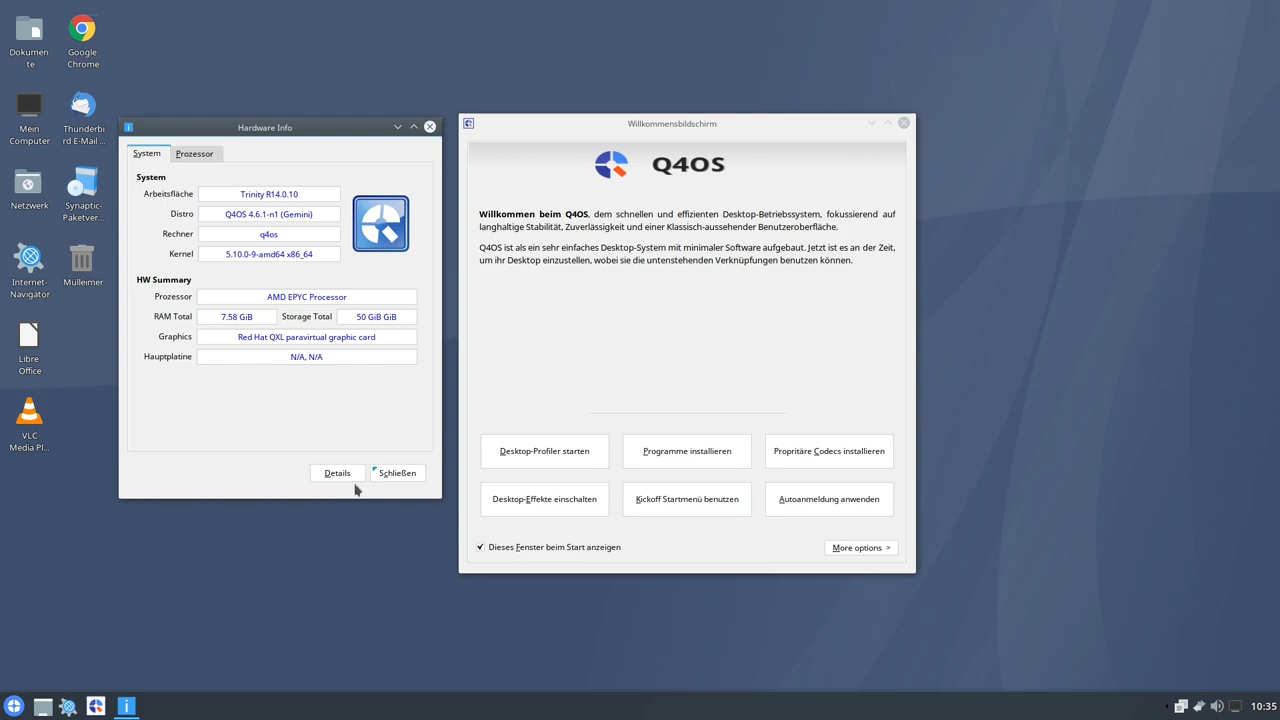 Dokumen
te
Google
Chrome
Mein
Computer
Thunderbi
rd E-Mail ...
Netzwerk
Synaptic-
Paketver...
Internet-
Navigator
Mülleimer
Libre
Office
VLC
Media Pl...
Hardware Info
System
Prozessor
System
Arbeitsfläche Trinity R14.0.10
Distro Q4OS 4.6.1-n1 (Gemini)
Rechner q4os
Kernel 5.10.0-9-amd64 x86_64
HW Summary
Prozessor AMD EPYC Processor
RAM Total 7.58 GiB Storage Total 50 GiB GiB
Graphics Red Hat QXL paravirtual graphic card
Hauptplatine N/A, N/A
Details
Schließen
Willkommensbildschirm
Q4OS
Willkommen beim Q4OS, dem schnellen und effizienten Desktop-Betriebssystem, fokussierend auf
langhaltige Stabilität, Zuverlässigkeit und einer Klassisch-aussehender Benutzeroberfläche.
Q4OS ist als ein sehr einfaches Desktop-System mit minimaler Software aufgebaut. Jetzt ist es an der Zeit,
um ihr Desktop einzustellen, wobei sie die untenstehenden Verknüpfungen benutzen können.
Desktop-Profiler starten
Programme installieren
Propritäre Codecs installieren
Desktop-Effekte einschalten
Kickoff Startmenü benutzen
Autoanmeldung anwenden
Dieses Fenster beim Start anzeigen
More options >
10:35